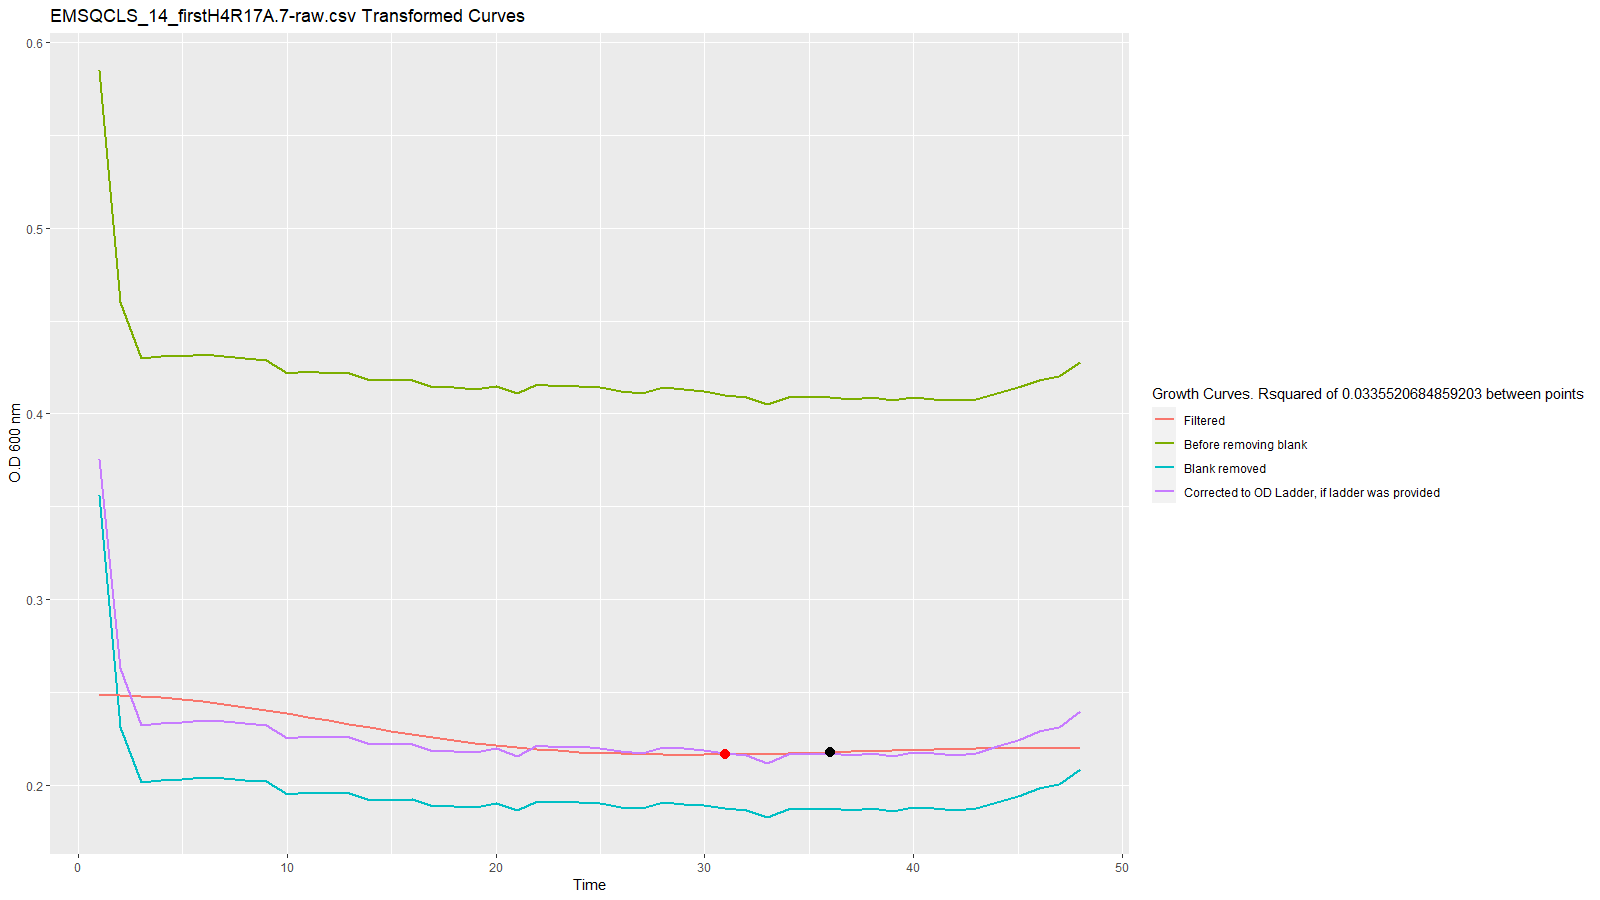 EMSQCLS_14_firstH4R17A.7-raw.csv Transformed Curves
0.6
0.5
0.4
0.3
0.2
O.D 600 nm
0
10
20
30
40
50
Time
Growth Curves. Rsquared of 0.0335520684859203 between points
Filtered
Before removing blank
Blank removed
Corrected to OD Ladder, if ladder was provided